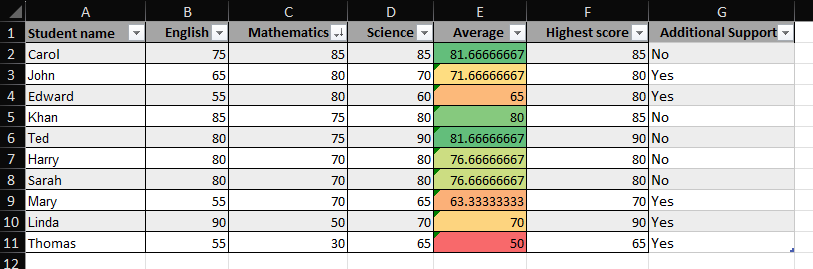 A B C D E F G
1 Student name English Mathematics Science Average Highest score Additional Support
2 Carol 75 85 85 81.66666667 85 No
3 John 65 80 70 71.66666667 80 Yes
4 Edward 55 80 60 65 80 Yes
5 Khan 85 75 80 80 85 No
6 Ted 80 75 90 81.66666667 90 No
7 Harry 80 70 80 76.66666667 80 No
8 Sarah 80 70 80 76.66666667 80 No
9 Mary 55 70 65 63.33333333 70 Yes
10 Linda 90 50 70 70 90 Yes
11 Thomas 55 30 65 50 65 Yes
12